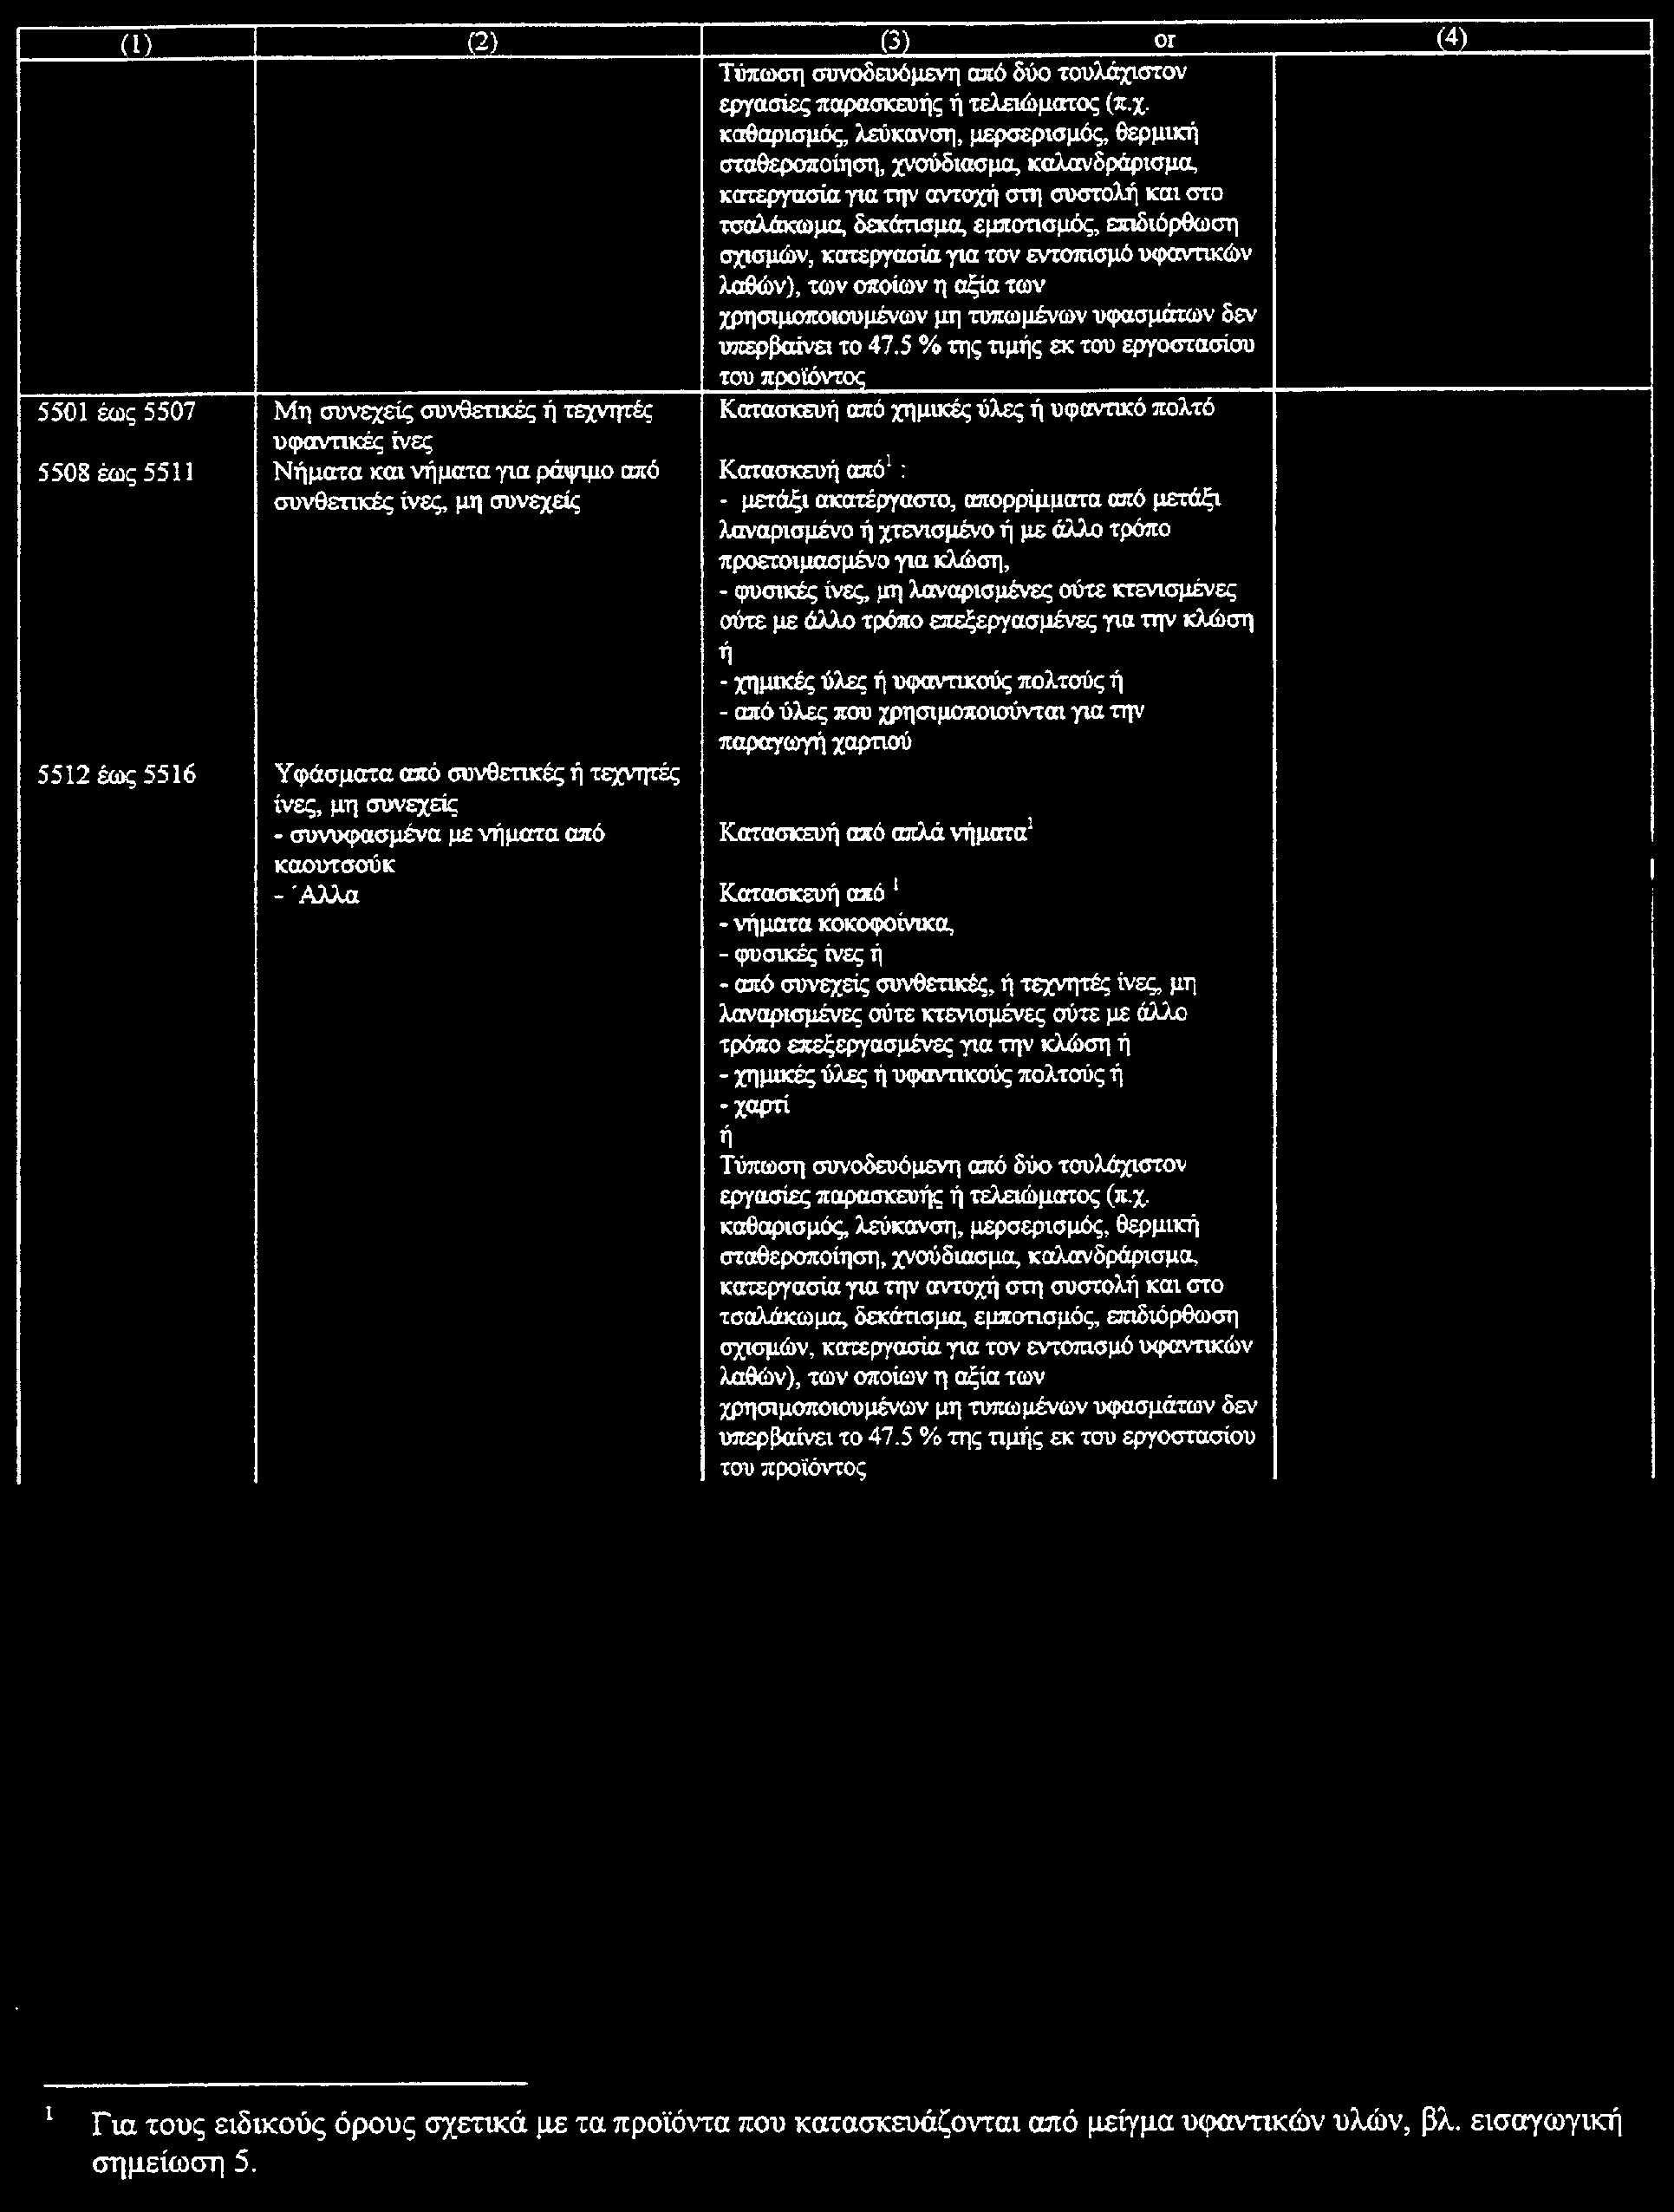 (1) (2) (3) or (4)
Τύπωση συνοδευόμενη από δύο τουλάχιστον
εργασίες παρασκευής ή τελειώματος (π.χ.
καθαρισμός, λεύκανση, μερσερισμός, θερμική
σταθεροποίηση, χνούδιασμα, καλανδράρισμα,
κατεργασία για την αντοχή στη συστολή και στο
τσαλάκωμα, δεκάτισμα, εμποτισμός, επιδιόρθωση
σχισμών, κατεργασία για τον εντοπισμό υφαντικών
λαθών), των οποίων η αξία των
χρησιμοποιουμένων μη τυπωμένων υφασμάτων δεν
υπερβαίνει το 47.5 % της τιμής εκ του εργοστασίου
του προϊόντος
5501 έως 5507 Μη συνεχείς συνθετικές ή τεχνητές Κατασκευή από χημικές ύλες ή υφαντικό πολτό
υφαντικές ίνες
5508 έως 5511 Νήματα και νήματα για ράψιμο από Κατασκευή από¹ :
συνθετικές ίνες, μη συνεχείς - μετάξι ακατέργαστο, απορρίμματα από μετάξι
λαναρισμένο ή χτενισμένο ή με άλλο τρόπο
προετοιμασμένο για κλώση,
- φυσικές ίνες, μη λαναρισμένες ούτε κτενισμένες
ούτε με άλλο τρόπο επεξεργασμένες για την κλώση
ή
- χημικές ύλες ή υφαντικούς πολτούς ή
- από ύλες που χρησιμοποιούνται για την
παραγωγή χαρτιού
5512 έως 5516 Υφάσματα από συνθετικές ή τεχνητές
ίνες, μη συνεχείς
- συνυφασμένα με νήματα από Κατασκευή από απλά νήματα¹
καουτσούκ
- ΄Αλλα Κατασκευή από ¹
- νήματα κοκοφοίνικα,
- φυσικές ίνες ή
- από συνεχείς συνθετικές, ή τεχνητές ίνες, μη
λαναρισμένες ούτε κτενισμένες ούτε με άλλο
τρόπο επεξεργασμένες για την κλώση ή
- χημικές ύλες ή υφαντικούς πολτούς ή
- χαρτί
ή
Τύπωση συνοδευόμενη από δύο τουλάχιστον
εργασίες παρασκευής ή τελειώματος (π.χ.
καθαρισμός, λεύκανση, μερσερισμός, θερμική
σταθεροποίηση, χνούδιασμα, καλανδράρισμα,
κατεργασία για την αντοχή στη συστολή και στο
τσαλάκωμα, δεκάτισμα, εμποτισμός, επιδιόρθωση
σχισμών, κατεργασία για τον εντοπισμό υφαντικών
λαθών), των οποίων η αξία των
χρησιμοποιουμένων μη τυπωμένων υφασμάτων δεν
υπερβαίνει το 47.5 % της τιμής εκ του εργοστασίου
του προϊόντος
¹ Για τους ειδικούς όρους σχετικά με τα προϊόντα που κατασκευάζονται από μείγμα υφαντικών υλών, βλ. εισαγωγική
σημείωση 5.